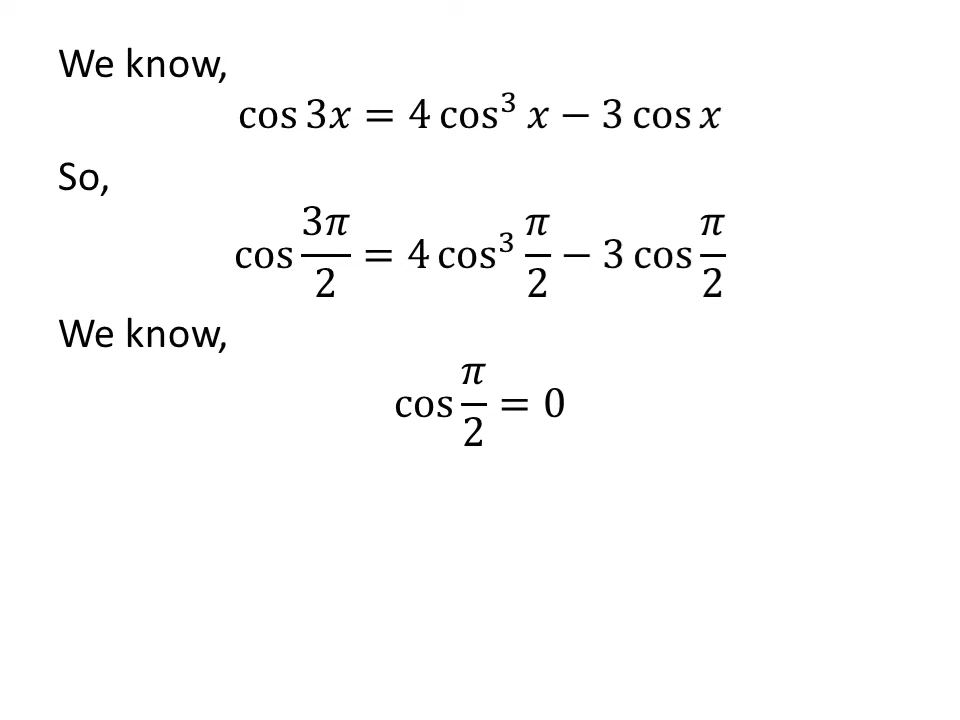 We know,
cos 3x = 4 cos³ x − 3 cos x
So,
cos 3π/2 = 4 cos³ π/2 − 3 cos π/2
We know,
cos π/2 = 0